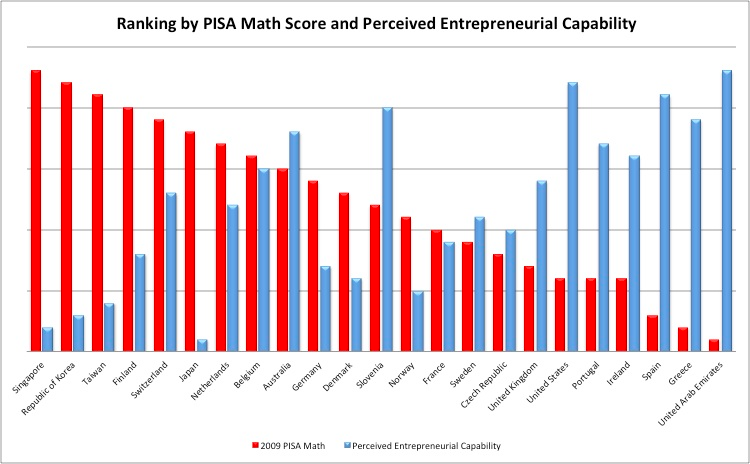 Ranking by PISA Math Score and Perceived Entrepreneurial Capability
Singapore
Republic of Korea
Taiwan
Finland
Switzerland
Japan
Netherlands
Belgium
Australia
Germany
Denmark
Slovenia
Norway
France
Sweden
Czech Republic
United Kingdom
United States
Portugal
Ireland
Spain
Greece
United Arab Emirates
2009 PISA Math
Perceived Entrepreneurial Capability